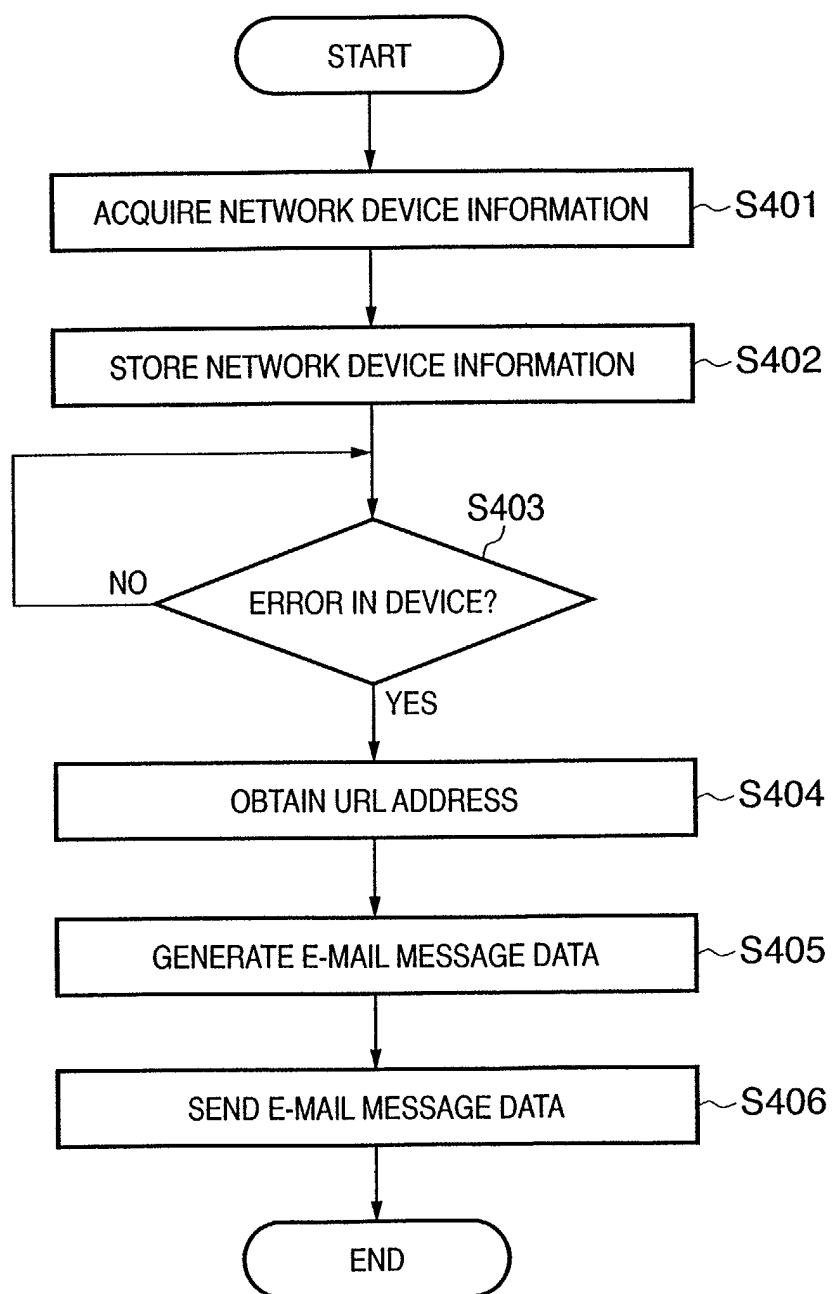 START
ACQUIRE NETWORK DEVICE INFORMATION
S401
STORE NETWORK DEVICE INFORMATION
S402
S403
ERROR IN DEVICE?
NO
YES
OBTAIN URL ADDRESS
S404
GENERATE E-MAIL MESSAGE DATA
S405
SEND E-MAIL MESSAGE DATA
S406
END